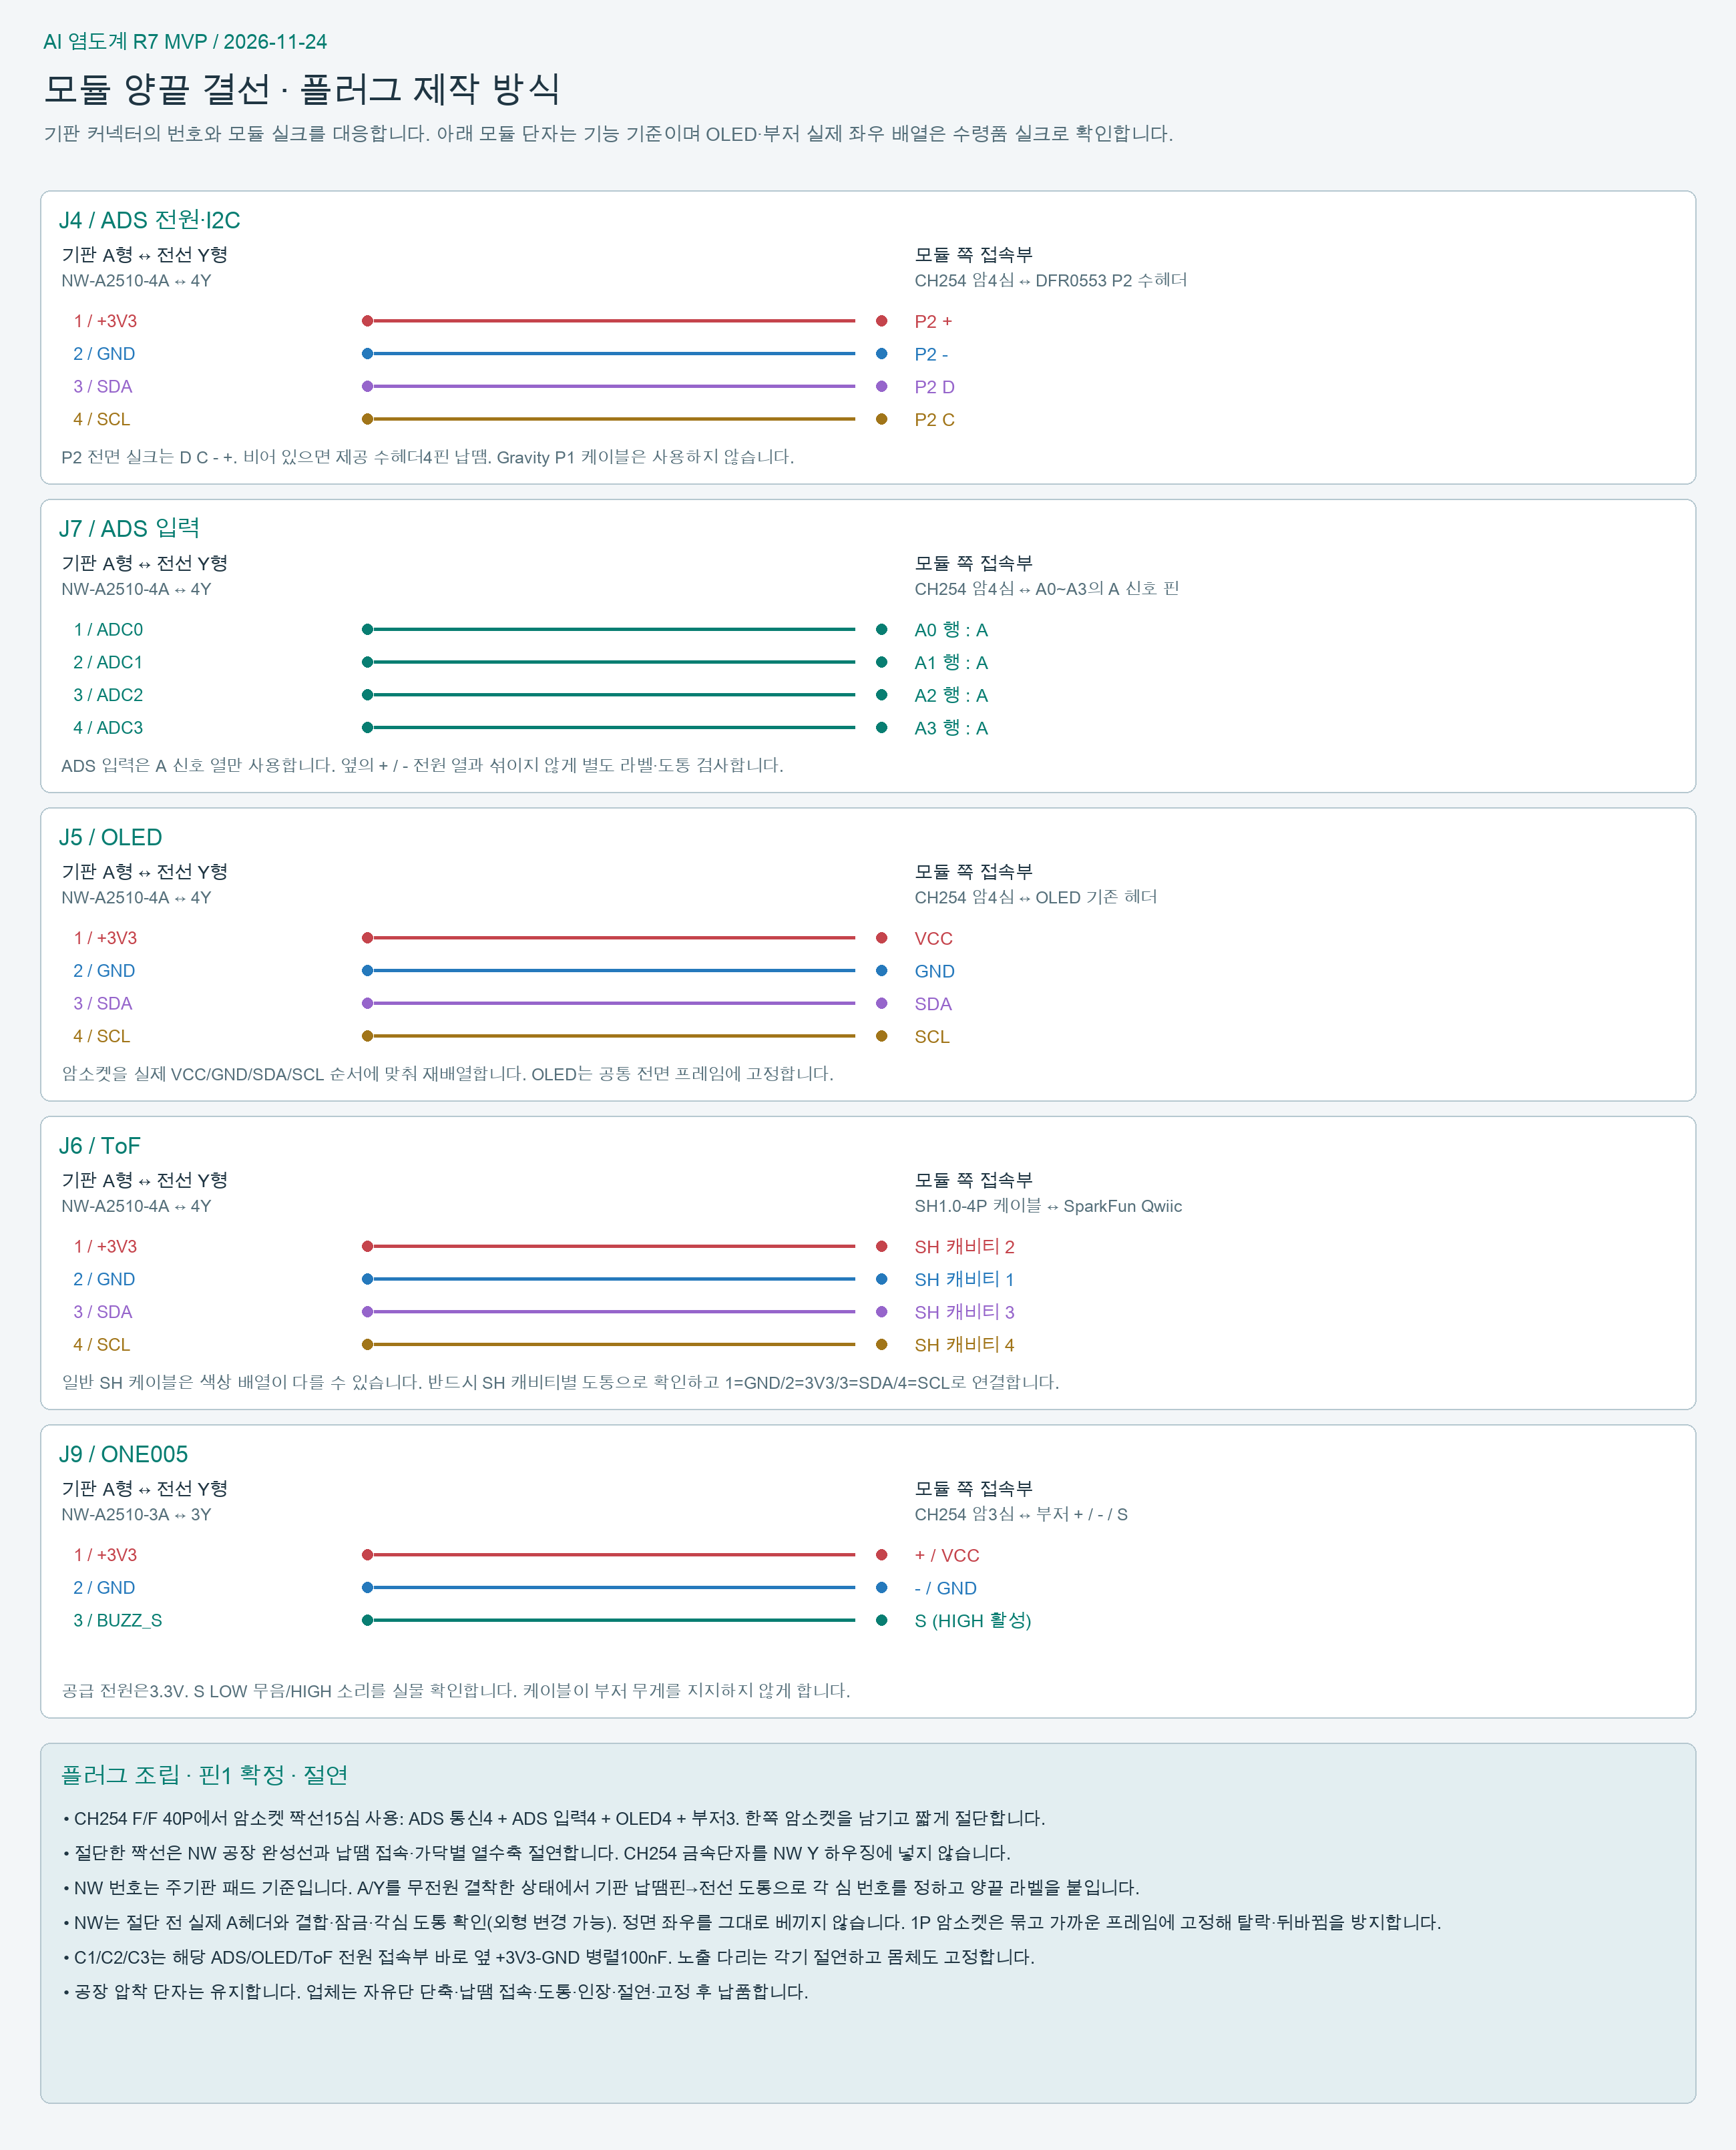 AI 염도계 R7 MVP / 2026-11-24
모듈 양끝 결선 · 플러그 제작 방식
기판 커넥터의 번호와 모듈 실크를 대응합니다. 아래 모듈 단자는 기능 기준이며 OLED·부저 실제 좌우 배열은 수령품 실크로 확인합니다.
J4 / ADS 전원·I2C
기판 A형 ↔ 전선 Y형
모듈 쪽 접속부
NW-A2510-4A ↔ 4Y
CH254 암4심 ↔ DFR0553 P2 수헤더
1 / +3V3
P2 +
2 / GND
P2 -
3 / SDA
P2 D
4 / SCL
P2 C
P2 전면 실크는 D C - +. 비어 있으면 제공 수헤더4핀 납땜. Gravity P1 케이블은 사용하지 않습니다.
J7 / ADS 입력
기판 A형 ↔ 전선 Y형
모듈 쪽 접속부
NW-A2510-4A ↔ 4Y
CH254 암4심 ↔ A0~A3의 A 신호 핀
1 / ADC0
A0 행 : A
2 / ADC1
A1 행 : A
3 / ADC2
A2 행 : A
4 / ADC3
A3 행 : A
ADS 입력은 A 신호 열만 사용합니다. 옆의 + / - 전원 열과 섞이지 않게 별도 라벨·도통 검사합니다.
J5 / OLED
기판 A형 ↔ 전선 Y형
모듈 쪽 접속부
NW-A2510-4A ↔ 4Y
CH254 암4심 ↔ OLED 기존 헤더
1 / +3V3
VCC
2 / GND
GND
3 / SDA
SDA
4 / SCL
SCL
암소켓을 실제 VCC/GND/SDA/SCL 순서에 맞춰 재배열합니다. OLED는 공통 전면 프레임에 고정합니다.
J6 / ToF
기판 A형 ↔ 전선 Y형
모듈 쪽 접속부
NW-A2510-4A ↔ 4Y
SH1.0-4P 케이블 ↔ SparkFun Qwiic
1 / +3V3
SH 캐비티 2
2 / GND
SH 캐비티 1
3 / SDA
SH 캐비티 3
4 / SCL
SH 캐비티 4
일반 SH 케이블은 색상 배열이 다를 수 있습니다. 반드시 SH 캐비티별 도통으로 확인하고 1=GND/2=3V3/3=SDA/4=SCL로 연결합니다.
J9 / ONE005
기판 A형 ↔ 전선 Y형
모듈 쪽 접속부
NW-A2510-3A ↔ 3Y
CH254 암3심 ↔ 부저 + / - / S
1 / +3V3
+ / VCC
2 / GND
- / GND
3 / BUZZ_S
S (HIGH 활성)
공급 전원은3.3V. S LOW 무음/HIGH 소리를 실물 확인합니다. 케이블이 부저 무게를 지지하지 않게 합니다.
플러그 조립 · 핀1 확정 · 절연
• CH254 F/F 40P에서 암소켓 짝선15심 사용: ADS 통신4 + ADS 입력4 + OLED4 + 부저3. 한쪽 암소켓을 남기고 짧게 절단합니다.
• 절단한 짝선은 NW 공장 완성선과 납땜 접속·가닥별 열수축 절연합니다. CH254 금속단자를 NW Y 하우징에 넣지 않습니다.
• NW 번호는 주기판 패드 기준입니다. A/Y를 무전원 결착한 상태에서 기판 납땜핀→전선 도통으로 각 심 번호를 정하고 양끝 라벨을 붙입니다.
• NW는 절단 전 실제 A헤더와 결합·잠금·각심 도통 확인(외형 변경 가능). 정면 좌우를 그대로 베끼지 않습니다. 1P 암소켓은 묶고 가까운 프레임에 고정해 탈락·뒤바뀜을 방지합니다.
• C1/C2/C3는 해당 ADS/OLED/ToF 전원 접속부 바로 옆 +3V3-GND 병렬100nF. 노출 다리는 각기 절연하고 몸체도 고정합니다.
• 공장 압착 단자는 유지합니다. 업체는 자유단 단축·납땜 접속·도통·인장·절연·고정 후 납품합니다.